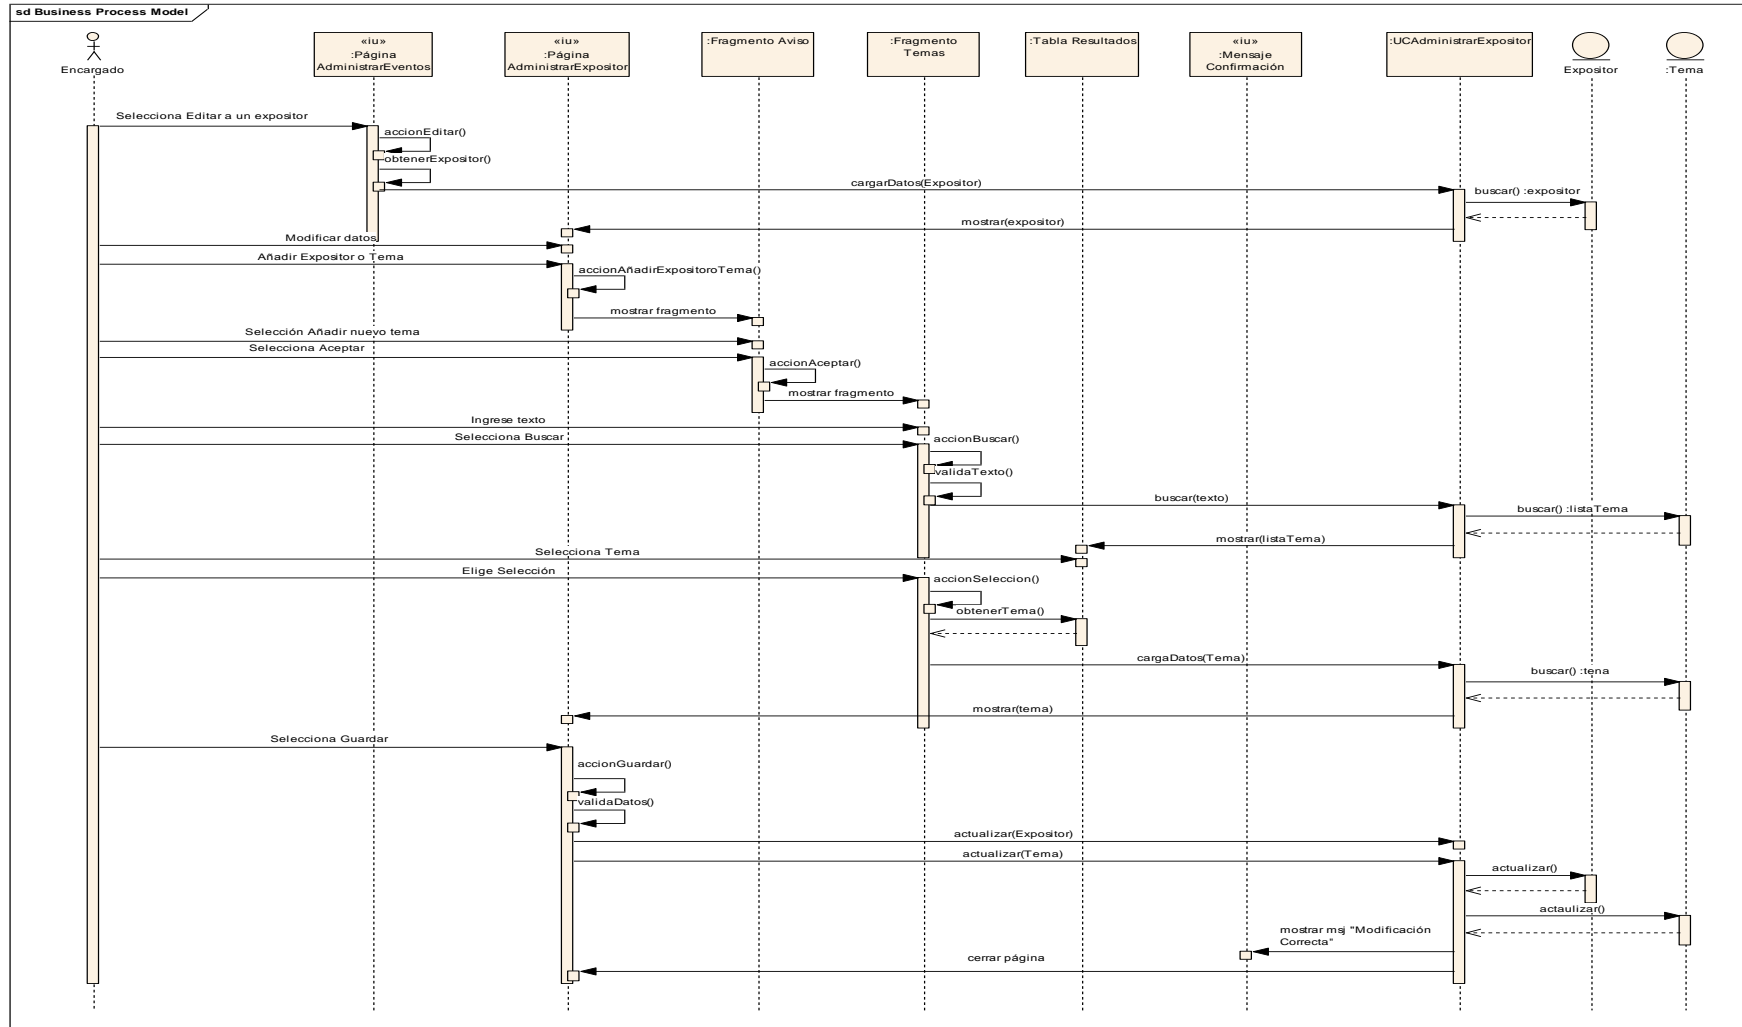 sd Business Process Model
Encargado
«iu»
:Página
AdministrarEventos
«iu»
:Página
AdministrarExpositor
:Fragmento Aviso
:Fragmento
Temas
:Tabla Resultados
«iu»
:Mensaje
Confirmación
:UCAdministrarExpositor
Expositor
:Tema
Selecciona Editar a un expositor
accionEditar()
obtenerExpositor()
cargarDatos(Expositor)
buscar() :expositor
mostrar(expositor)
Modificar datos
Añadir Expositor o Tema
accionAñadirExpositoroTema()
mostrar fragmento
Selección Añadir nuevo tema
Selecciona Aceptar
accionAceptar()
mostrar fragmento
Ingrese texto
Selecciona Buscar
accionBuscar()
validaTexto()
buscar(texto)
buscar() :listaTema
mostrar(listaTema)
Selecciona Tema
Elige Selección
accionSeleccion()
obtenerTema()
cargaDatos(Tema)
buscar() :tena
mostrar(tema)
Selecciona Guardar
accionGuardar()
validaDatos()
actualizar(Expositor)
actualizar(Tema)
actualizar()
actaulizar()
mostrar msj "Modificación
Correcta"
cerrar página